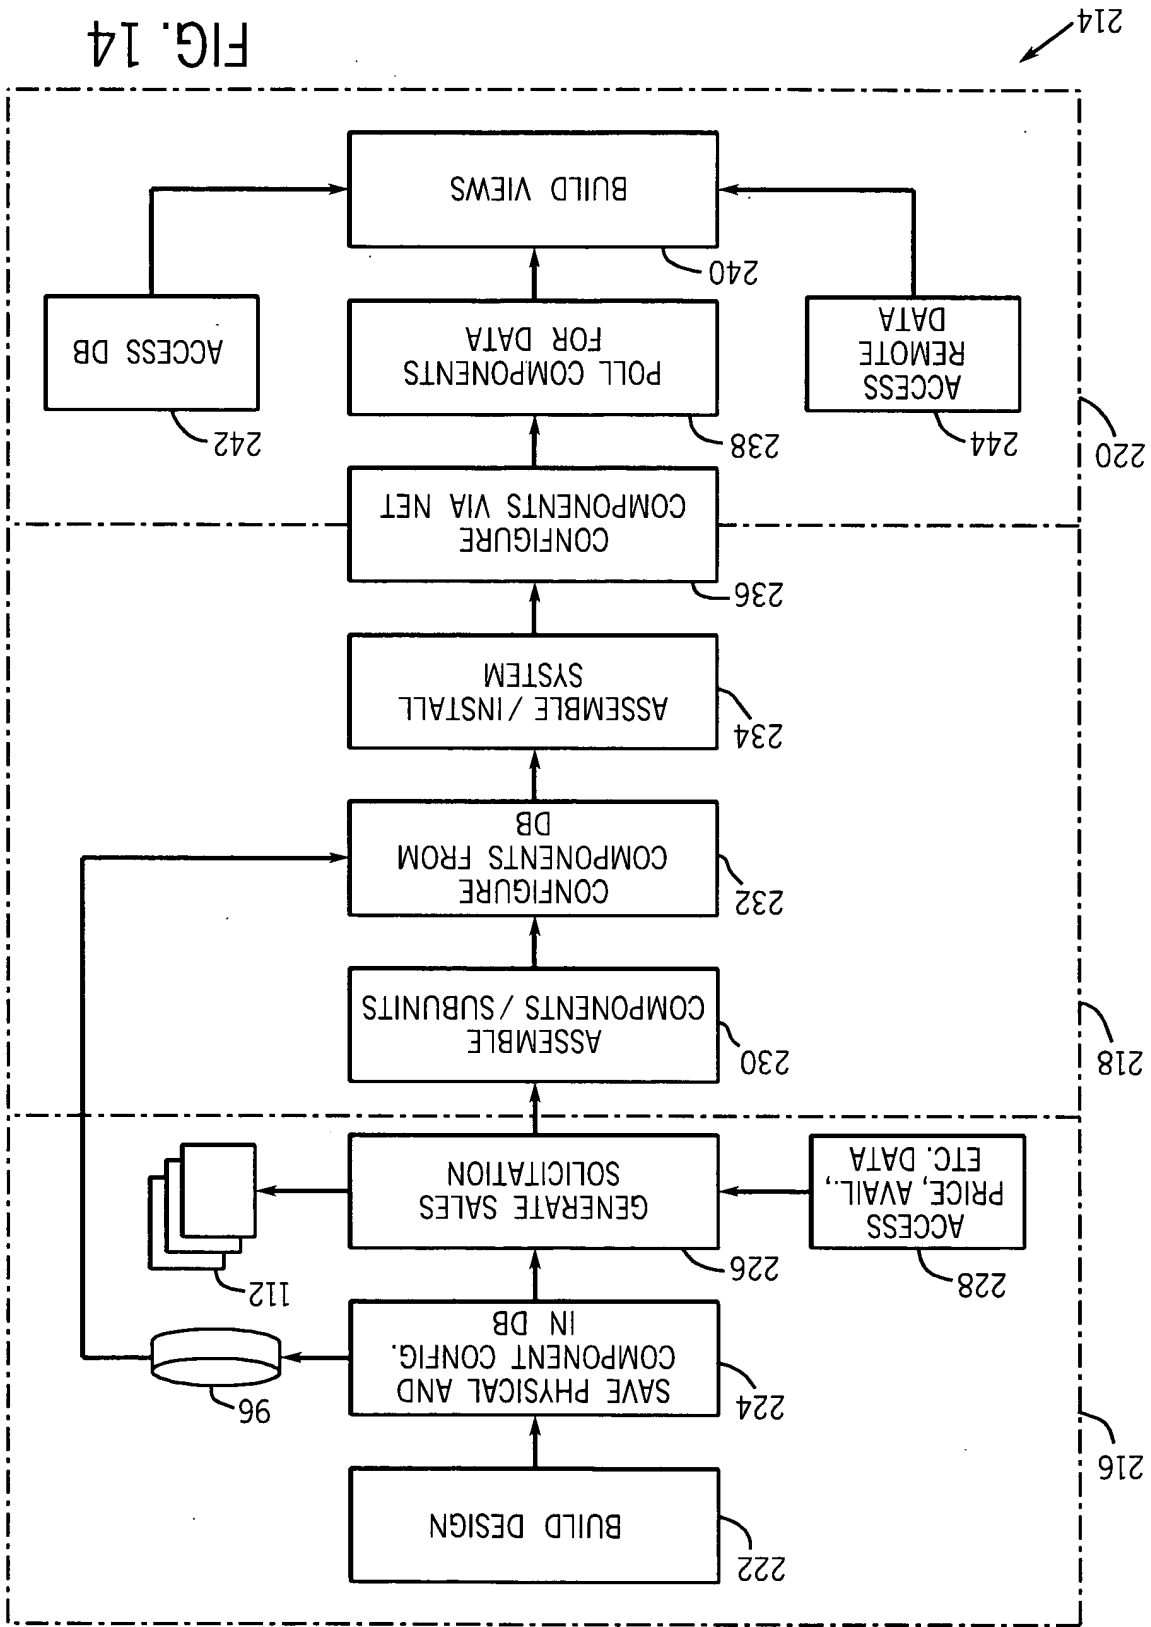 222
BUILD DESIGN
216
224
SAVE PHYSICAL AND
COMPONENT CONFIG.
IN DB
96
228
ACCESS
PRICE, AVAIL.,
ETC. DATA
226
GENERATE SALES
SOLICITATION
112
218
230
ASSEMBLE
COMPONENTS / SUBUNITS
232
CONFIGURE
COMPONENTS FROM
DB
234
ASSEMBLE / INSTALL
SYSTEM
236
CONFIGURE
COMPONENTS VIA NET
220
244
ACCESS
REMOTE
DATA
238
POLL COMPONENTS
FOR DATA
242
ACCESS DB
240
BUILD VIEWS
214
FIG. 14